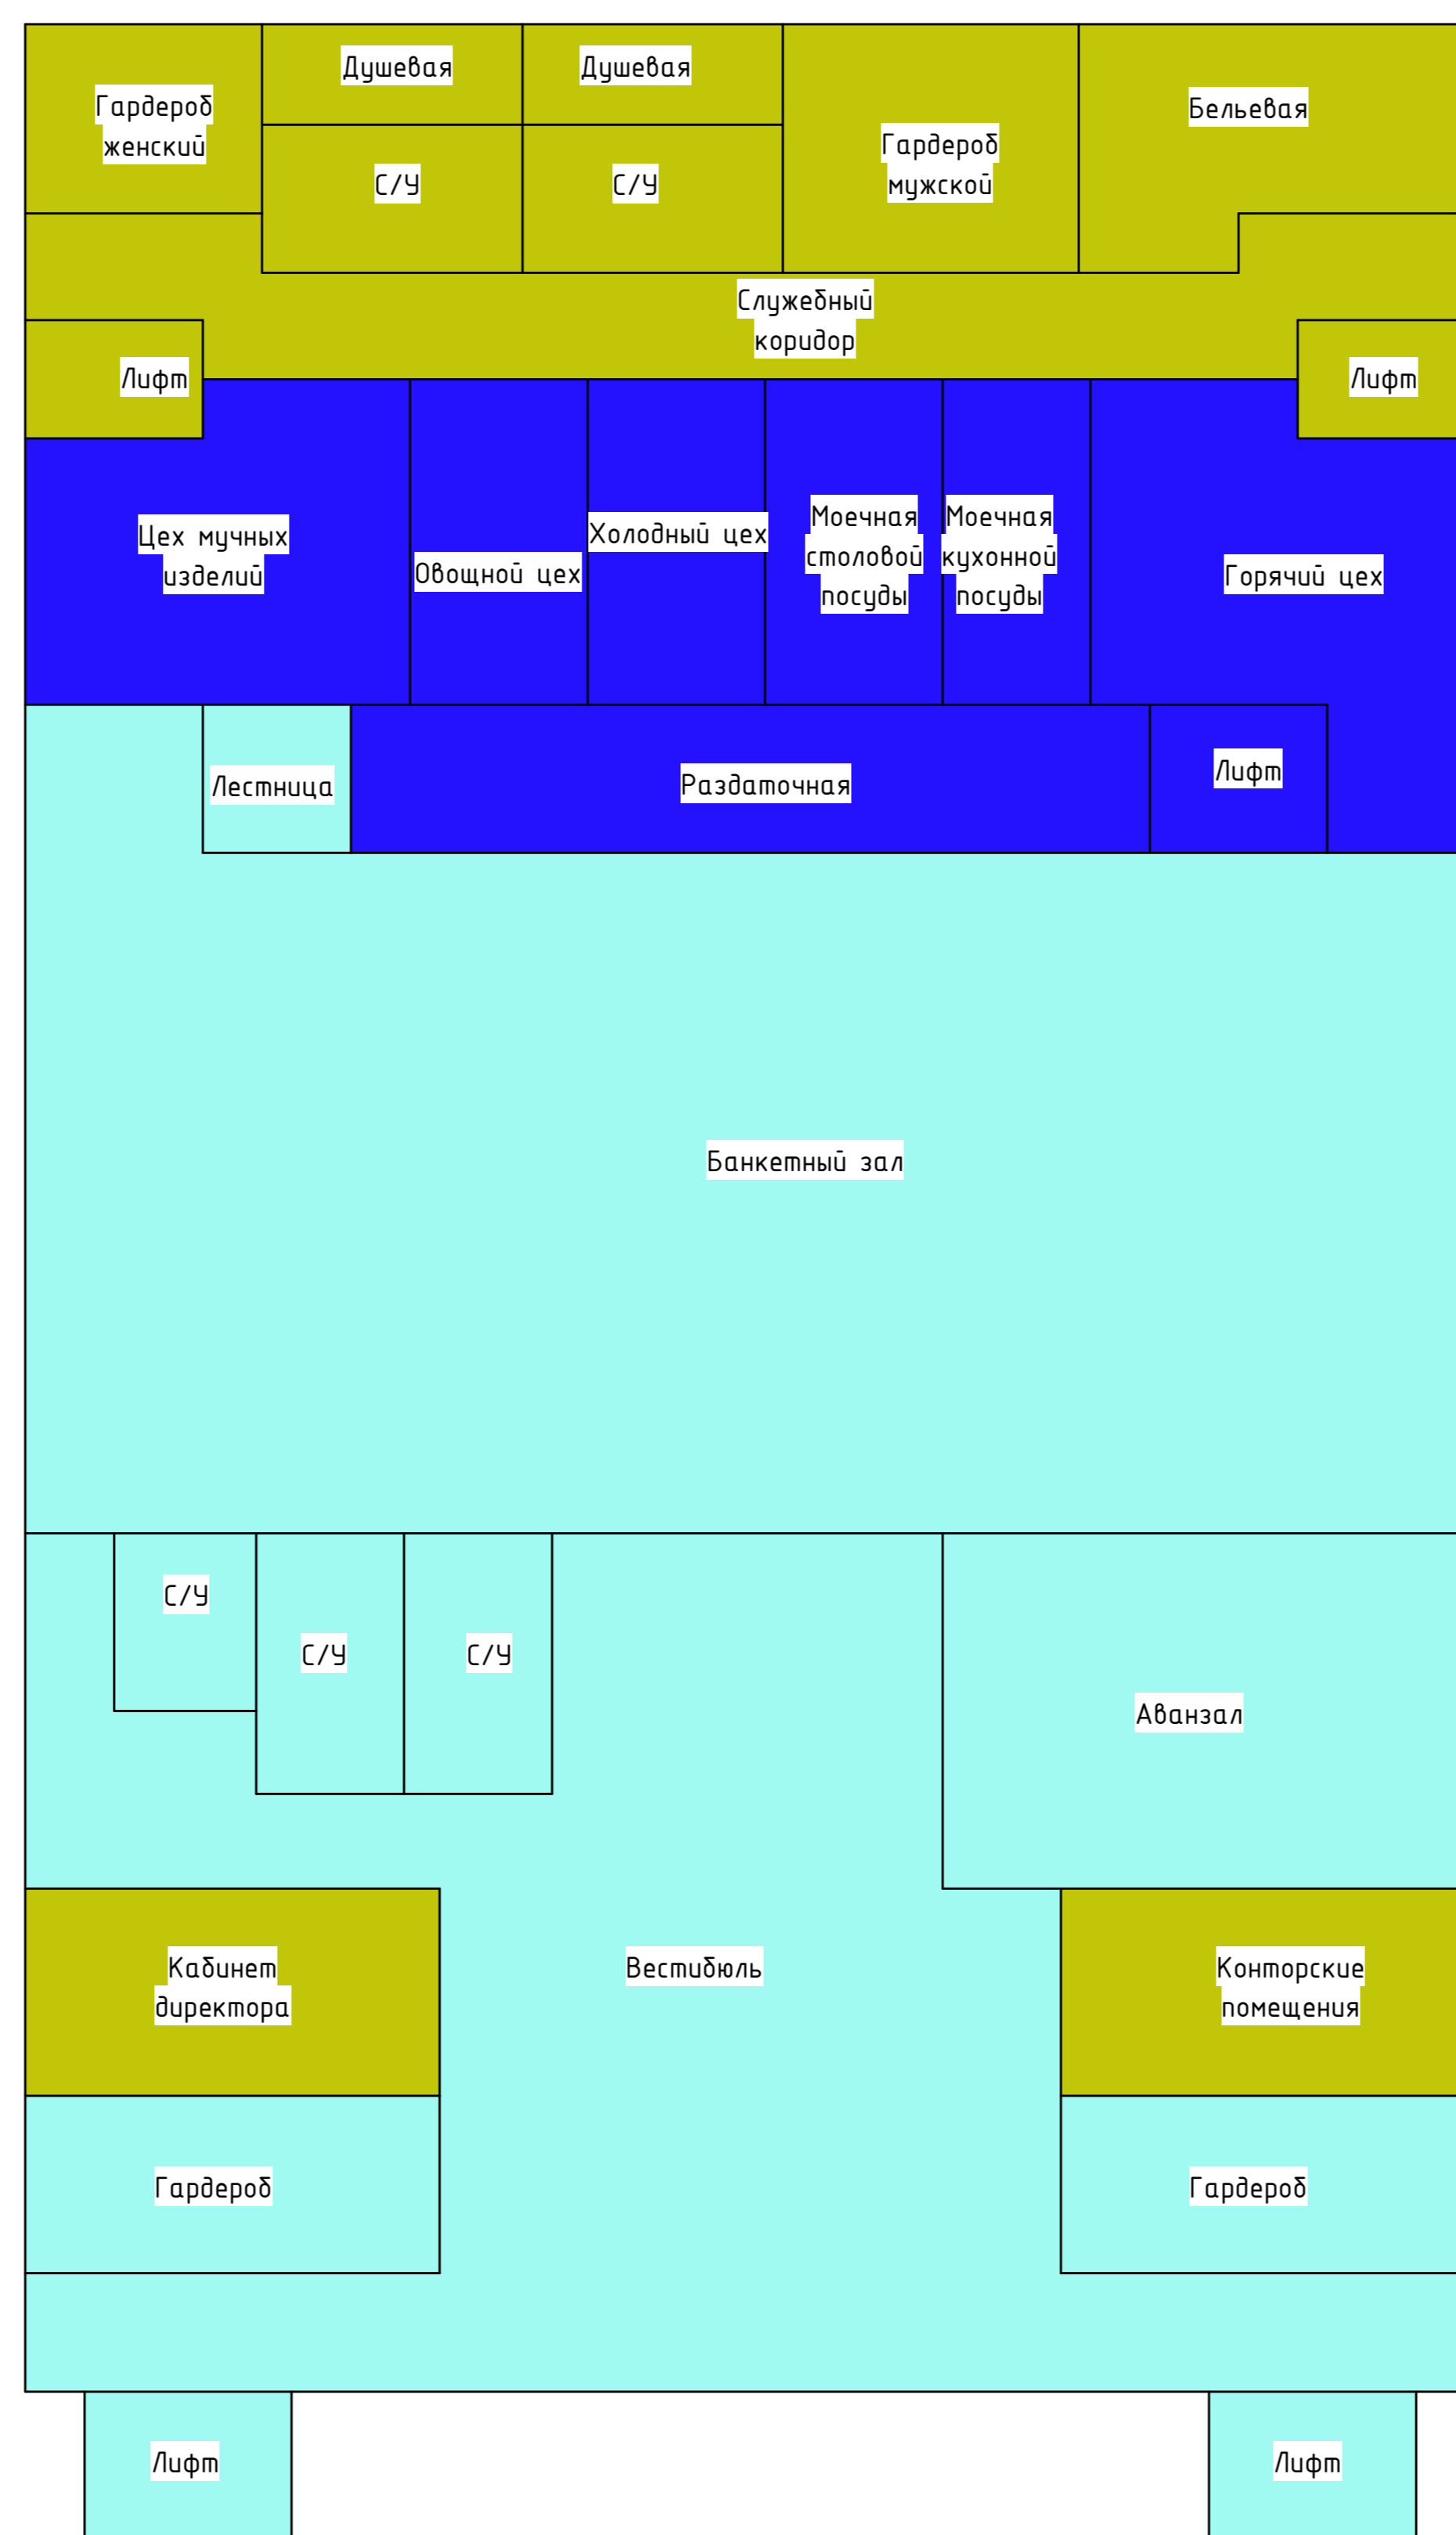 Душевая
Душевая
Гардероб
женский
Бельевая
Гардероб
мужской
С/У
С/У
Служебный
коридор
Лифт
Лифт
Цех мучных
изделий
Овощной цех
Холодный цех
Моечная
столовой
посуды
Моечная
кухонной
посуды
Горячий цех
Лестница
Раздаточная
Лифт
Банкетный зал
С/У
С/У
С/У
Аванзал
Кабинет
директора
Вестибюль
Конторские
помещения
Гардероб
Гардероб
Лифт
Лифт